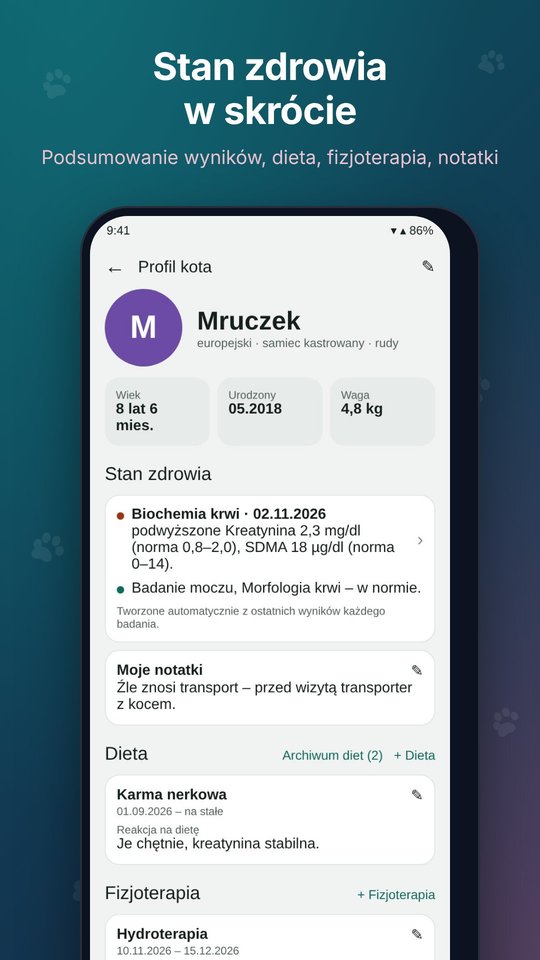 Stan zdrowia
w skrócie
Podsumowanie wyników, dieta, fizjoterapia, notatki
9:41
86%
← Profil kota
M
Mruczek
europejski · samiec kastrowany · rudy
Wiek
8 lat 6
mies.
Urodzony
05.2018
Waga
4,8 kg
Stan zdrowia
Biochemia krwi · 02.11.2026
podwyższone Kreatynina 2,3 mg/dl
(norma 0,8–2,0), SDMA 18 µg/dl (norma
0–14).
Badanie moczu, Morfologia krwi – w normie.
Tworzone automatycznie z ostatnich wyników każdego
badania.
Moje notatki
Źle znosi transport – przed wizytą transporter
z kocem.
Dieta
Archiwum diet (2) + Dieta
Karma nerkowa
01.09.2026 – na stałe
Reakcja na dietę
Je chętnie, kreatynina stabilna.
Fizjoterapia
+ Fizjoterapia
Hydroterapia
10.11.2026 – 15.12.2026